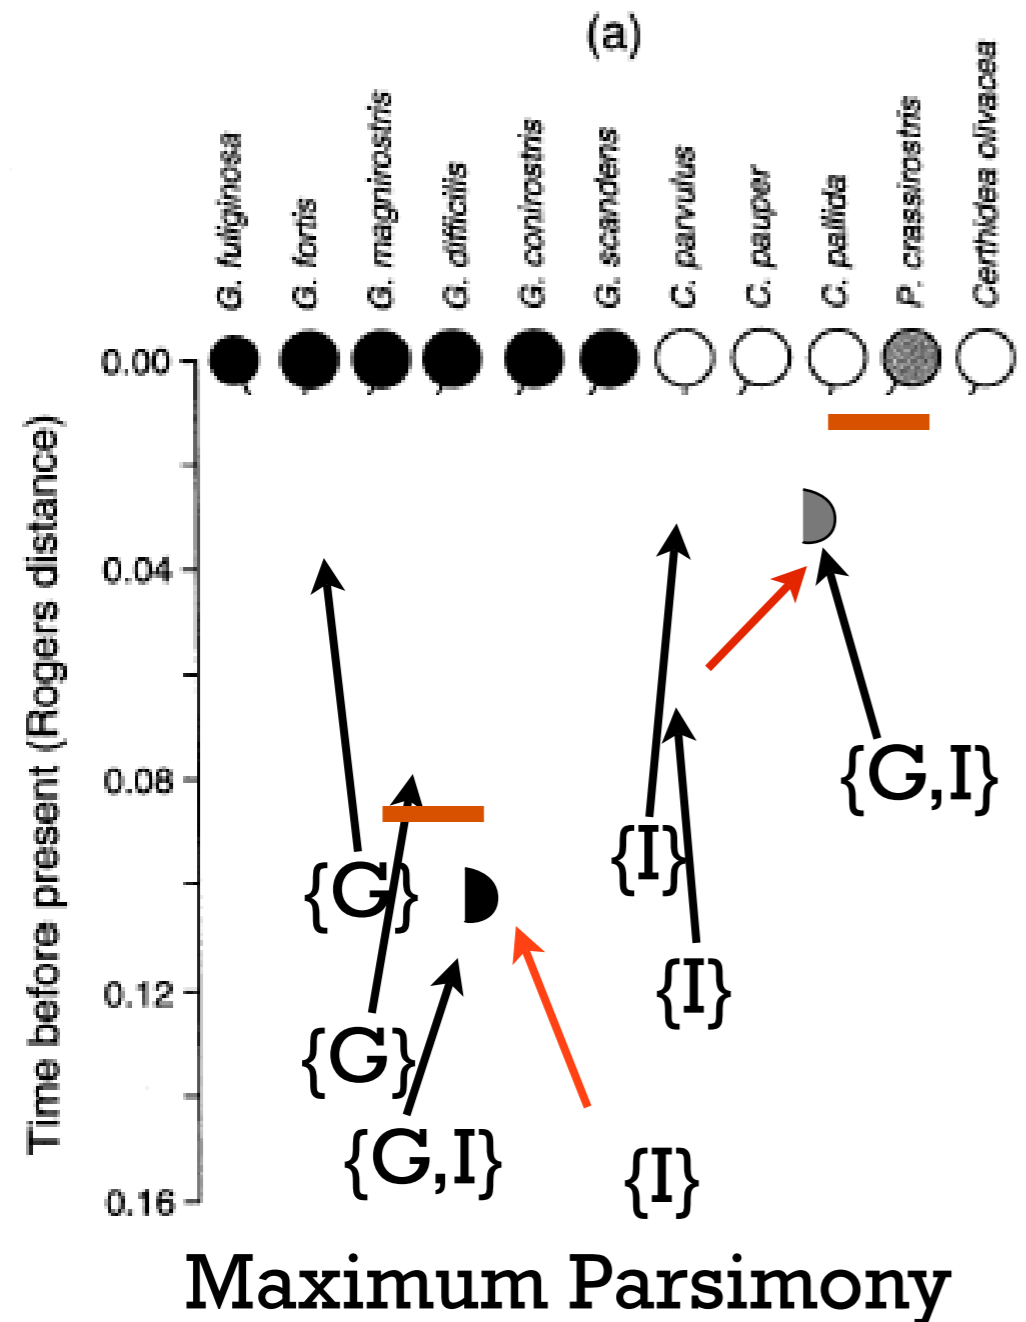 (a)
G. fuliginosa
G. fortis
G. magnirostris
G. difficilis
G. conirostris
G. scandens
C. parvulus
C. pauper
C. pallida
P. crassirostris
Certhidea olivacea
Time before present (Rogers distance)
0.00
0.04
0.08
0.12
0.16
{G,I}
{I}
{G}
{I}
{G}
{G,I}
{I}
Maximum Parsimony